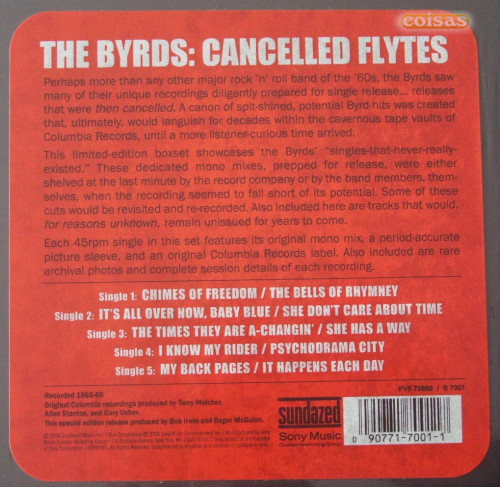 coisas
THE BYRDS: CANCELLED FLYTES
Perhaps more than any other major rock 'n' roll band of the '60s, the Byrds saw
many of their unique recordings diligently prepared for single release... releases
that were then cancelled. A canon of spit-shined, potential Byrd-hits was created
that, ultimately, would languish for decades within the cavernous tape vaults of
Columbia Records, until a more listener-curious time arrived.
This limited-edition boxset showcases the Byrds' "singles-that-never-really-
existed." These dedicated mono mixes, prepped for release, were either
shelved at the last minute by the record company or by the band members, them-
selves, when the recording seemed to fall short of its potential. Some of these
cuts would be revisited and re-recorded. Also included here are tracks that would,
for reasons unknown, remain unissued for years to come.
Each 45rpm single in this set features its original mono mix, a period-accurate
picture sleeve, and an original Columbia Records label. Also included are rare
archival photos and complete session details of each recording.
Single 1: CHIMES OF FREEDOM / THE BELLS OF RHYMNEY
Single 2: IT'S ALL OVER NOW, BABY BLUE / SHE DON'T CARE ABOUT TIME
Single 3: THE TIMES THEY ARE A-CHANGIN' / SHE HAS A WAY
Single 4: I KNOW MY RIDER / PSYCHODRAMA CITY
Single 5: MY BACK PAGES / IT HAPPENS EACH DAY
Recorded 1965-66
Original Columbia recordings produced by Terry Melcher,
Allen Stanton, and Gary Usher.
This special edition release produced by Bob Irwin and Roger McGuinn.
/ S 7001
sundazed
Sony Music
0 90771-7001-1